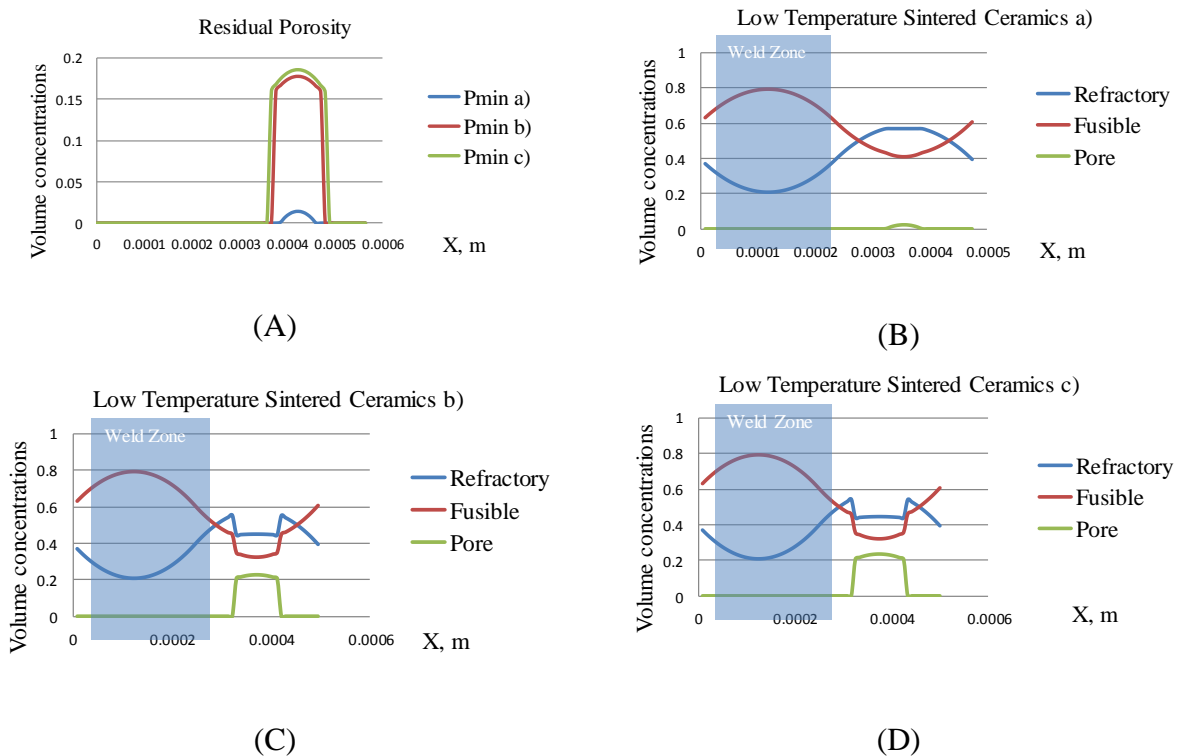 Residual Porosity
Volume concentrations
0.2
0.15
0.1
0.05
0
0 0.0001 0.0002 0.0003 0.0004 0.0005 0.0006
X, m
Pmin a)
Pmin b)
Pmin c)
(A)
Low Temperature Sintered Ceramics a)
Weld Zone
Volume concentrations
1
0.8
0.6
0.4
0.2
0
0 0.0001 0.0002 0.0003 0.0004 0.0005
X, m
Refractory
Fusible
Pore
(B)
Low Temperature Sintered Ceramics b)
Weld Zone
Volume concentrations
1
0.8
0.6
0.4
0.2
0
0 0.0002 0.0004 0.0006
X, m
Refractory
Fusible
Pore
(C)
Low Temperature Sintered Ceramics c)
Weld Zone
Volume concentrations
1
0.8
0.6
0.4
0.2
0
0 0.0002 0.0004 0.0006
X, m
Refractory
Fusible
Pore
(D)